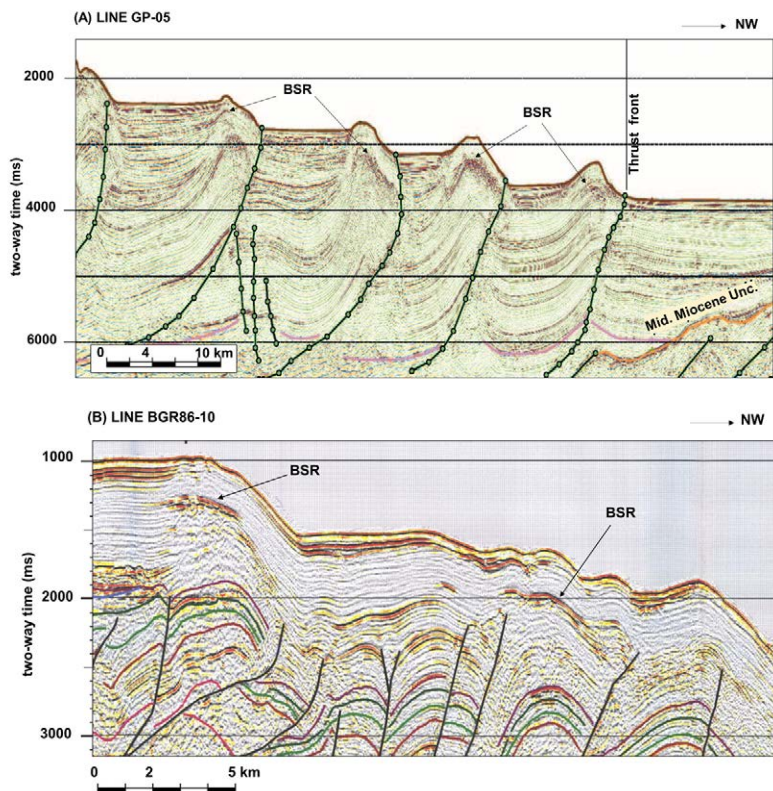 (A) LINE GP-05
NW
BSR
BSR
Thrust front
Mid. Miocene Unc.
two-way time (ms)
2000
4000
6000
0 4 10 km
(B) LINE BGR86-10
NW
BSR
BSR
two-way time (ms)
1000
2000
3000
0 2 5 km